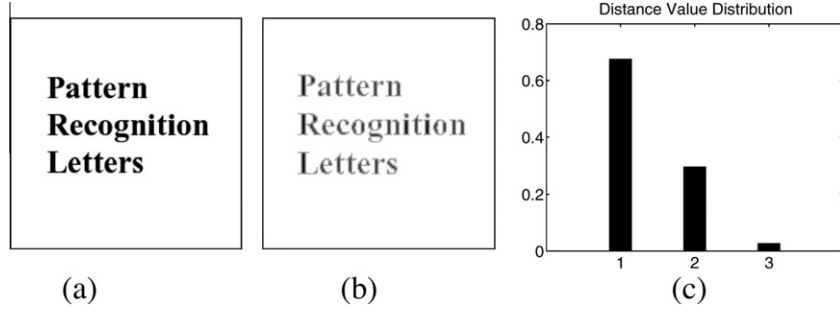 Pattern
Recognition
Letters
(a)
Pattern
Recognition
Letters
(b)
Distance Value Distribution
0.8
0.6
0.4
0.2
0
1 2 3
(c)